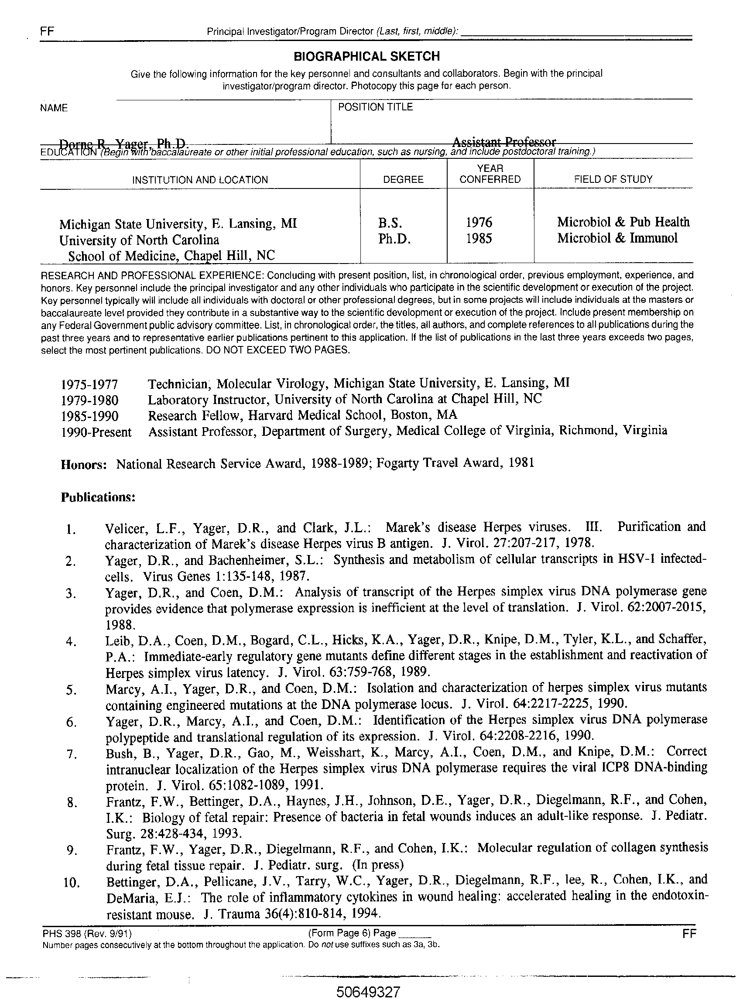 FF
Principal Investigator/Program Director (Last, first, middle):
BIOGRAPHICAL SKETCH
Give the following information for the key personnel and consultants and collaborators. Begin with the principal
investigator/program director. Photocopy this page for each person.
NAME
POSITION TITLE
Dorne R. Yager, Ph.D.
Assistant Professor
EDUCATION (Begin with baccalaureate or other initial professional education, such as nursing, and include postdoctoral training.)
INSTITUTION AND LOCATION DEGREE YEAR CONFERRED FIELD OF STUDY
Michigan State University, E. Lansing, MI B.S. 1976 Microbiol & Pub Health
University of North Carolina Ph.D. 1985 Microbiol & Immunol
School of Medicine, Chapel Hill, NC
RESEARCH AND PROFESSIONAL EXPERIENCE: Concluding with present position, list, in chronological order, previous employment, experience, and
honors. Key personnel include the principal investigator and any other individuals who participate in the scientific development or execution of the project.
Key personnel typically will include all individuals with doctoral or other professional degrees, but in some projects will include individuals at the masters or
baccalaureate level provided they contribute in a substantive way to the scientific development or execution of the project. Include present membership on
any Federal Government public advisory committee. List, in chronological order, the titles, all authors, and complete references to all publications during the
past three years and to representative earlier publications pertinent to this application. If the list of publications in the last three years exceeds two pages,
select the most pertinent publications. DO NOT EXCEED TWO PAGES.
1975-1977 Technician, Molecular Virology, Michigan State University, E. Lansing, MI
1979-1980 Laboratory Instructor, University of North Carolina at Chapel Hill, NC
1985-1990 Research Fellow, Harvard Medical School, Boston, MA
1990-Present Assistant Professor, Department of Surgery, Medical College of Virginia, Richmond, Virginia
Honors: National Research Service Award, 1988-1989; Fogarty Travel Award, 1981
Publications:
1. Velicer, L.F., Yager, D.R., and Clark, J.L.: Marek's disease Herpes viruses. III. Purification and
characterization of Marek's disease Herpes virus B antigen. J. Virol. 27:207-217, 1978.
2. Yager, D.R., and Bachenheimer, S.L.: Synthesis and metabolism of cellular transcripts in HSV-1 infected-
cells. Virus Genes 1:135-148, 1987.
3. Yager, D.R., and Coen, D.M.: Analysis of transcript of the Herpes simplex virus DNA polymerase gene
provides evidence that polymerase expression is inefficient at the level of translation. J. Virol. 62:2007-2015,
1988.
4. Leib, D.A., Coen, D.M., Bogard, C.L., Hicks, K.A., Yager, D.R., Knipe, D.M., Tyler, K.L., and Schaffer,
P.A.: Immediate-early regulatory gene mutants define different stages in the establishment and reactivation of
Herpes simplex virus latency. J. Virol. 63:759-768, 1989.
5. Marcy, A.I., Yager, D.R., and Coen, D.M.: Isolation and characterization of herpes simplex virus mutants
containing engineered mutations at the DNA polymerase locus. J. Virol. 64:2217-2225, 1990.
6. Yager, D.R., Marcy, A.I., and Coen, D.M.: Identification of the Herpes simplex virus DNA polymerase
polypeptide and translational regulation of its expression. J. Virol. 64:2208-2216, 1990.
7. Bush, B., Yager, D.R., Gao, M., Weisshart, K., Marcy, A.I., Coen, D.M., and Knipe, D.M.: Correct
intranuclear localization of the Herpes simplex virus DNA polymerase requires the viral ICP8 DNA-binding
protein. J. Virol. 65:1082-1089, 1991.
8. Frantz, F.W., Bettinger, D.A., Haynes, J.H., Johnson, D.E., Yager, D.R., Diegelmann, R.F., and Cohen,
I.K.: Biology of fetal repair: Presence of bacteria in fetal wounds induces an adult-like response. J. Pediatr.
Surg. 28:428-434, 1993.
9. Frantz, F.W., Yager, D.R., Diegelmann, R.F., and Cohen, I.K.: Molecular regulation of collagen synthesis
during fetal tissue repair. J. Pediatr. surg. (In press)
10. Bettinger, D.A., Pellicane, J.V., Tarry, W.C., Yager, D.R., Diegelmann, R.F., lee, R., Cohen, I.K., and
DeMaria, E.J.: The role of inflammatory cytokines in wound healing: accelerated healing in the endotoxin-
resistant mouse. J. Trauma 36(4):810-814, 1994.
PHS 398 (Rev. 9/91) (Form Page 6) Page FF
Number pages consecutively at the bottom throughout the application. Do not use suffixes such as 3a, 3b.
50649327